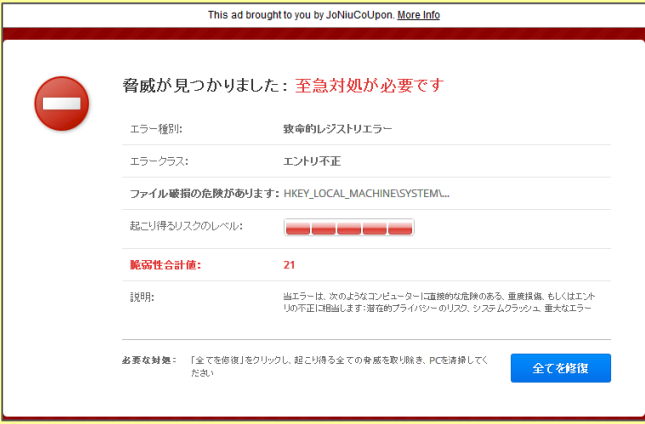 This ad brought to you by JoNiuCoUpon. More Info
脅威が見つかりました: 至急対処が必要です
エラー種別: 致命的レジストリエラー
エラークラス: エントリ不正
ファイル破損の危険があります: HKEY_LOCAL_MACHINE\SYSTEM\...
起こり得るリスクのレベル:
脆弱性合計値: 21
説明: 当エラーは、次のようなコンピューターに直接的な危険のある、重度損傷、もしくはエント
リの不正に相当します：潜在的プライバシーのリスク、システムクラッシュ、重大なエラー
必要な対処: 「全てを修復」をクリックし、起こり得る全ての脅威を取り除き、PCを清掃してく
ださい
全てを修復